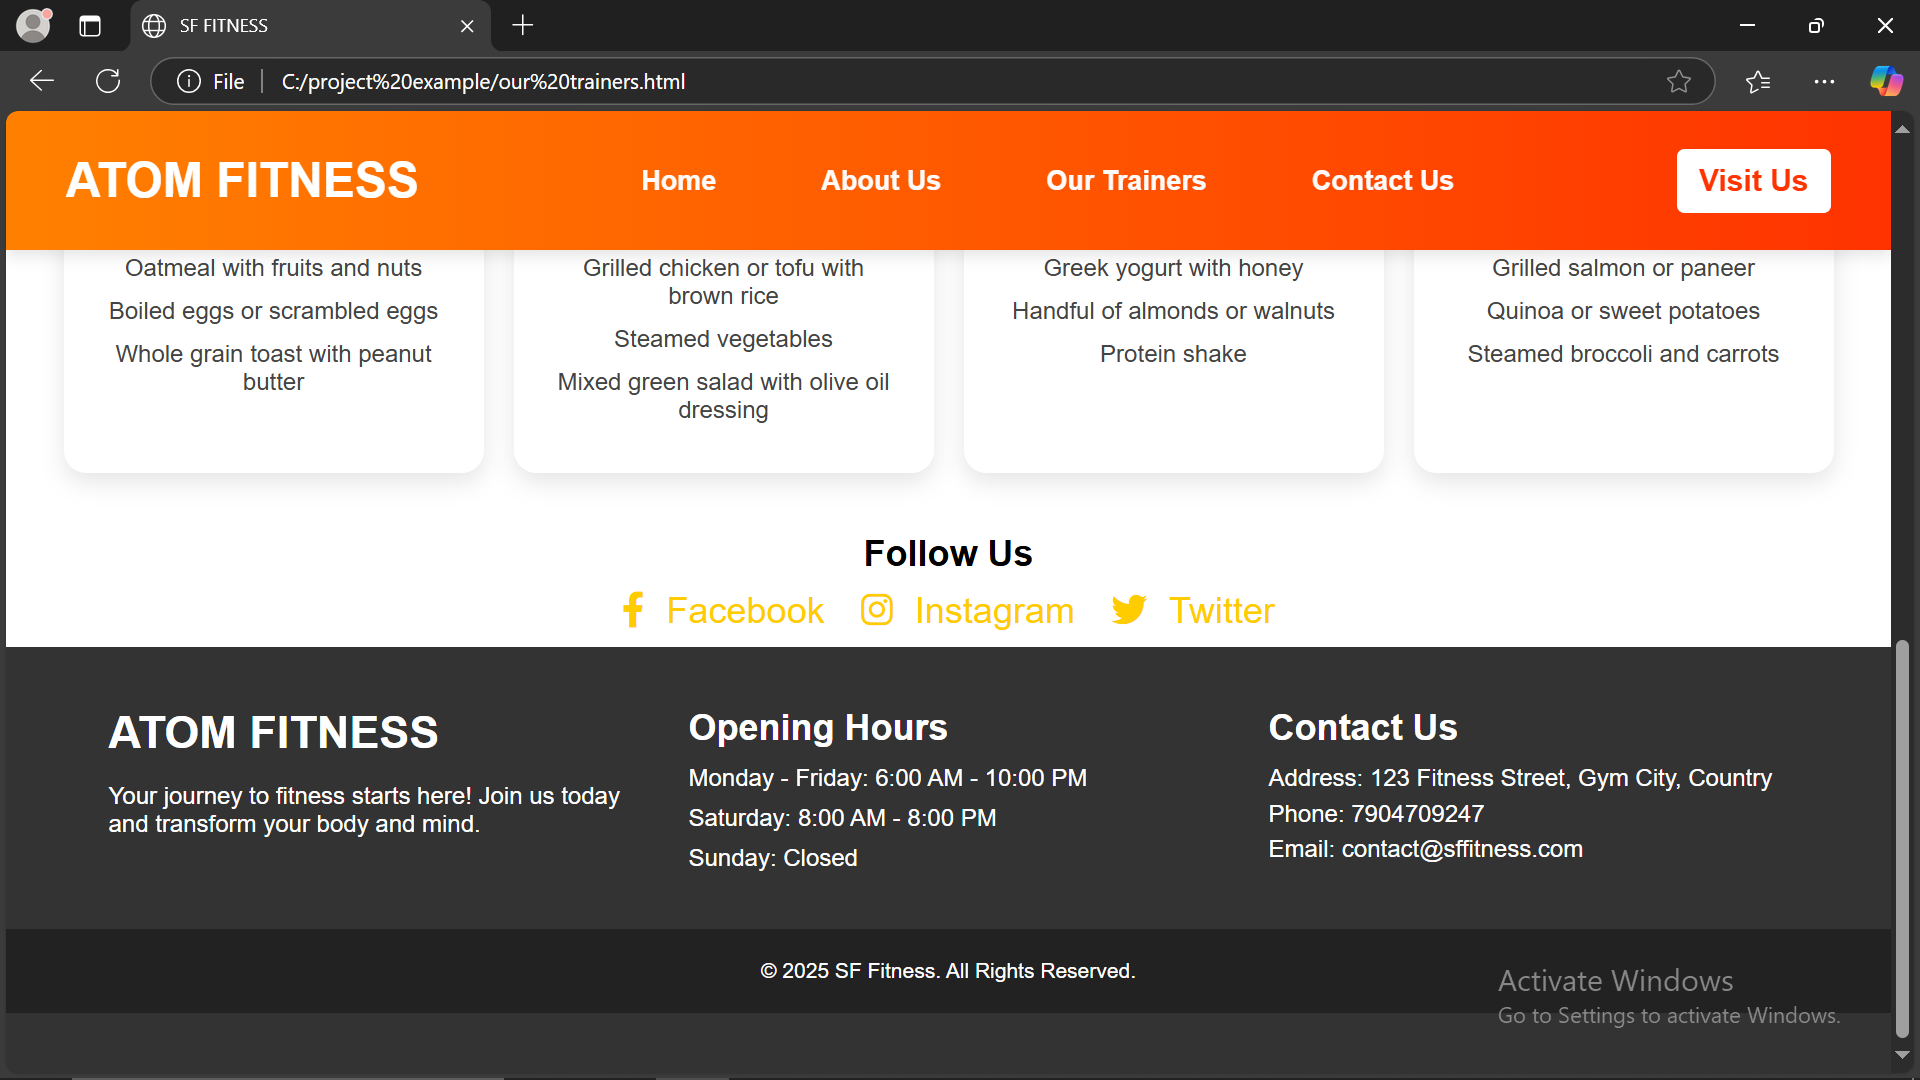 SF FITNESS
File
C:/project%20example/our%20trainers.html
ATOM FITNESS
Home
About Us
Our Trainers
Contact Us
Visit Us
Oatmeal with fruits and nuts
Boiled eggs or scrambled eggs
Whole grain toast with peanut
butter
Grilled chicken or tofu with
brown rice
Steamed vegetables
Mixed green salad with olive oil
dressing
Greek yogurt with honey
Handful of almonds or walnuts
Protein shake
Grilled salmon or paneer
Quinoa or sweet potatoes
Steamed broccoli and carrots
Follow Us
Facebook
Instagram
Twitter
ATOM FITNESS
Your journey to fitness starts here! Join us today
and transform your body and mind.
Opening Hours
Monday - Friday: 6:00 AM - 10:00 PM
Saturday: 8:00 AM - 8:00 PM
Sunday: Closed
Contact Us
Address: 123 Fitness Street, Gym City, Country
Phone: 7904709247
Email: contact@sffitness.com
© 2025 SF Fitness. All Rights Reserved.
Activate Windows
Go to Settings to activate Windows.